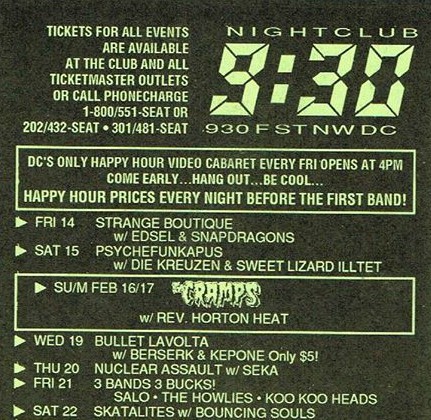 TICKETS FOR ALL EVENTS
ARE AVAILABLE
AT THE CLUB AND ALL
TICKETMASTER OUTLETS
OR CALL PHONECHARGE
1-800/551-SEAT OR
202/432-SEAT • 301/481-SEAT
NIGHTCLUB
9:30
930 F ST NW DC
DC'S ONLY HAPPY HOUR VIDEO CABARET EVERY FRI OPENS AT 4PM
COME EARLY...HANG OUT...BE COOL...
HAPPY HOUR PRICES EVERY NIGHT BEFORE THE FIRST BAND!
▶ FRI 14 STRANGE BOUTIQUE
w/ EDSEL & SNAPDRAGONS
▶ SAT 15 PSYCHEFUNKAPUS
w/ DIE KREUZEN & SWEET LIZARD ILLTET
▶ SU/M FEB 16/17 THE CRAMPS
w/ REV. HORTON HEAT
▶ WED 19 BULLET LAVOLTA
w/ BERSERK & KEPONE Only $5!
▶ THU 20 NUCLEAR ASSAULT w/ SEKA
▶ FRI 21 3 BANDS 3 BUCKS!
SALO • THE HOWLIES • KOO KOO HEADS
▶ SAT 22 SKATALITES w/ BOUNCING SOULS